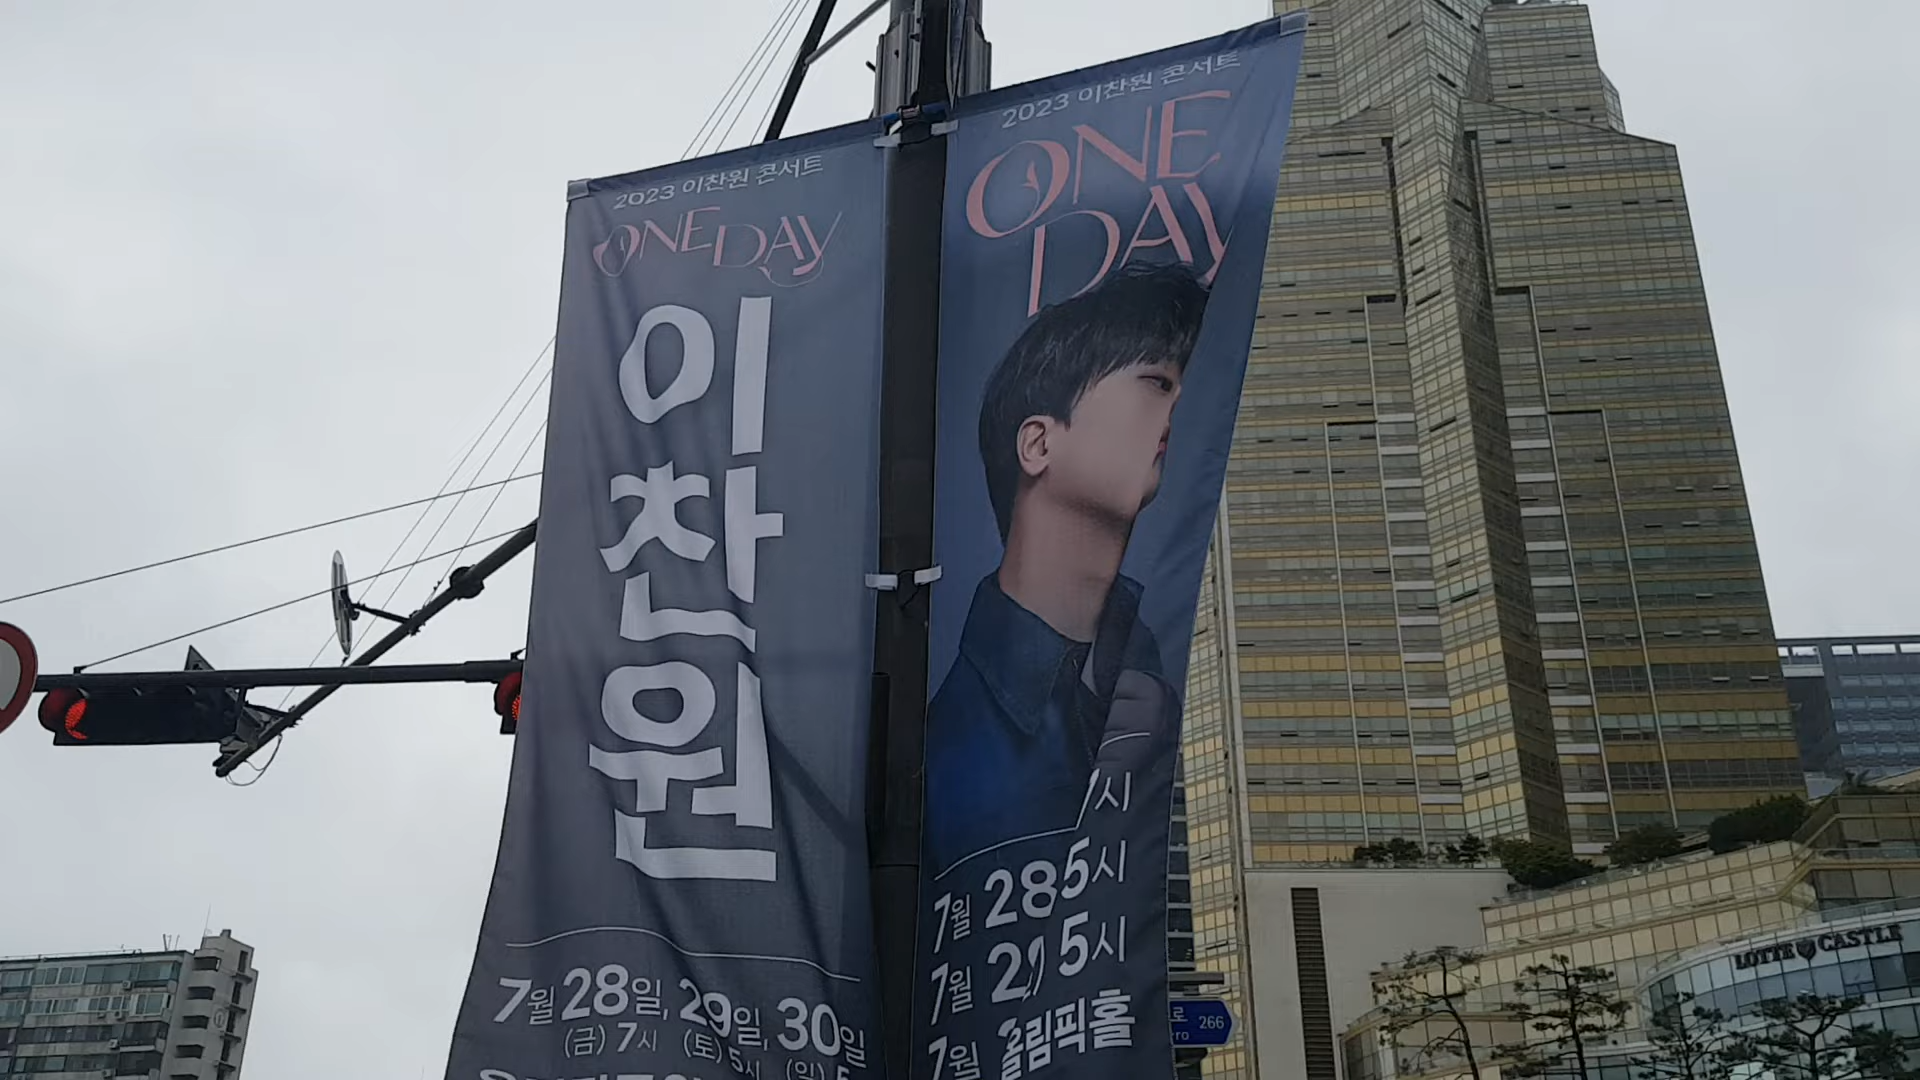 2023 이찬원 콘서트
ONE DAY
이찬원
7월 28일, 29일, 30일
(금) 7시 (토) 5시 (일)
2023 이찬원 콘서트
ONE
DAY
시
7월 28 5시
7월 5시
7월 올림픽홀
LOTTE CASTLE
로 266
ro